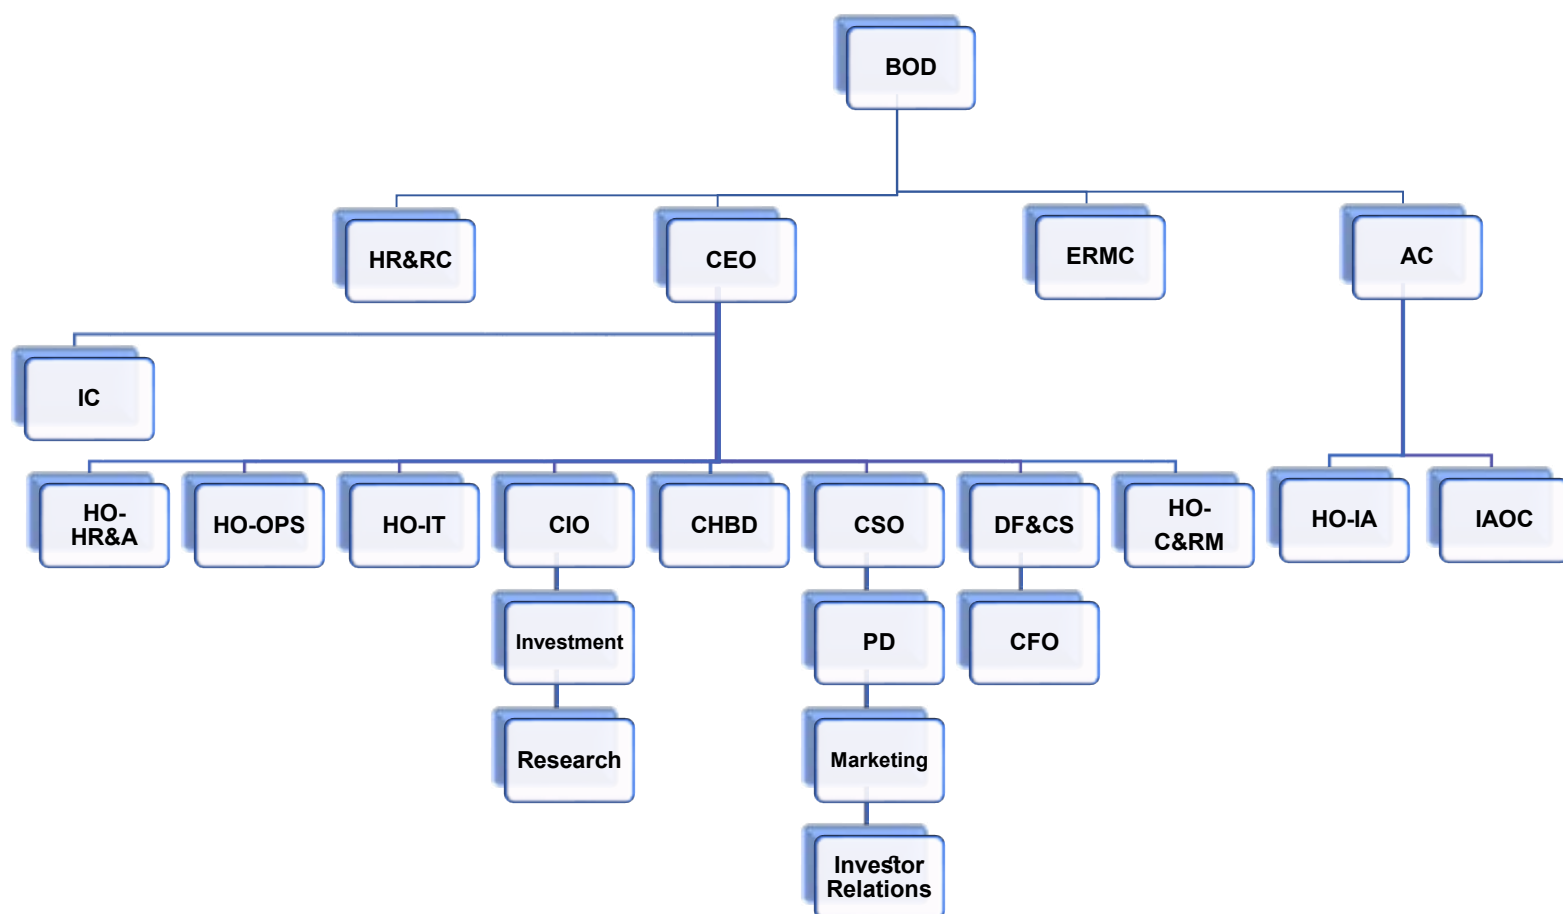 BOD
HR&RC
CEO
ERMC
AC
IC
HO-
HR&A
HO-OPS
HO-IT
CIO
CHBD
CSO
DF&CS
HO-
C&RM
HO-IA
IAOC
Investment
PD
CFO
Research
Marketing
Investor
Relations